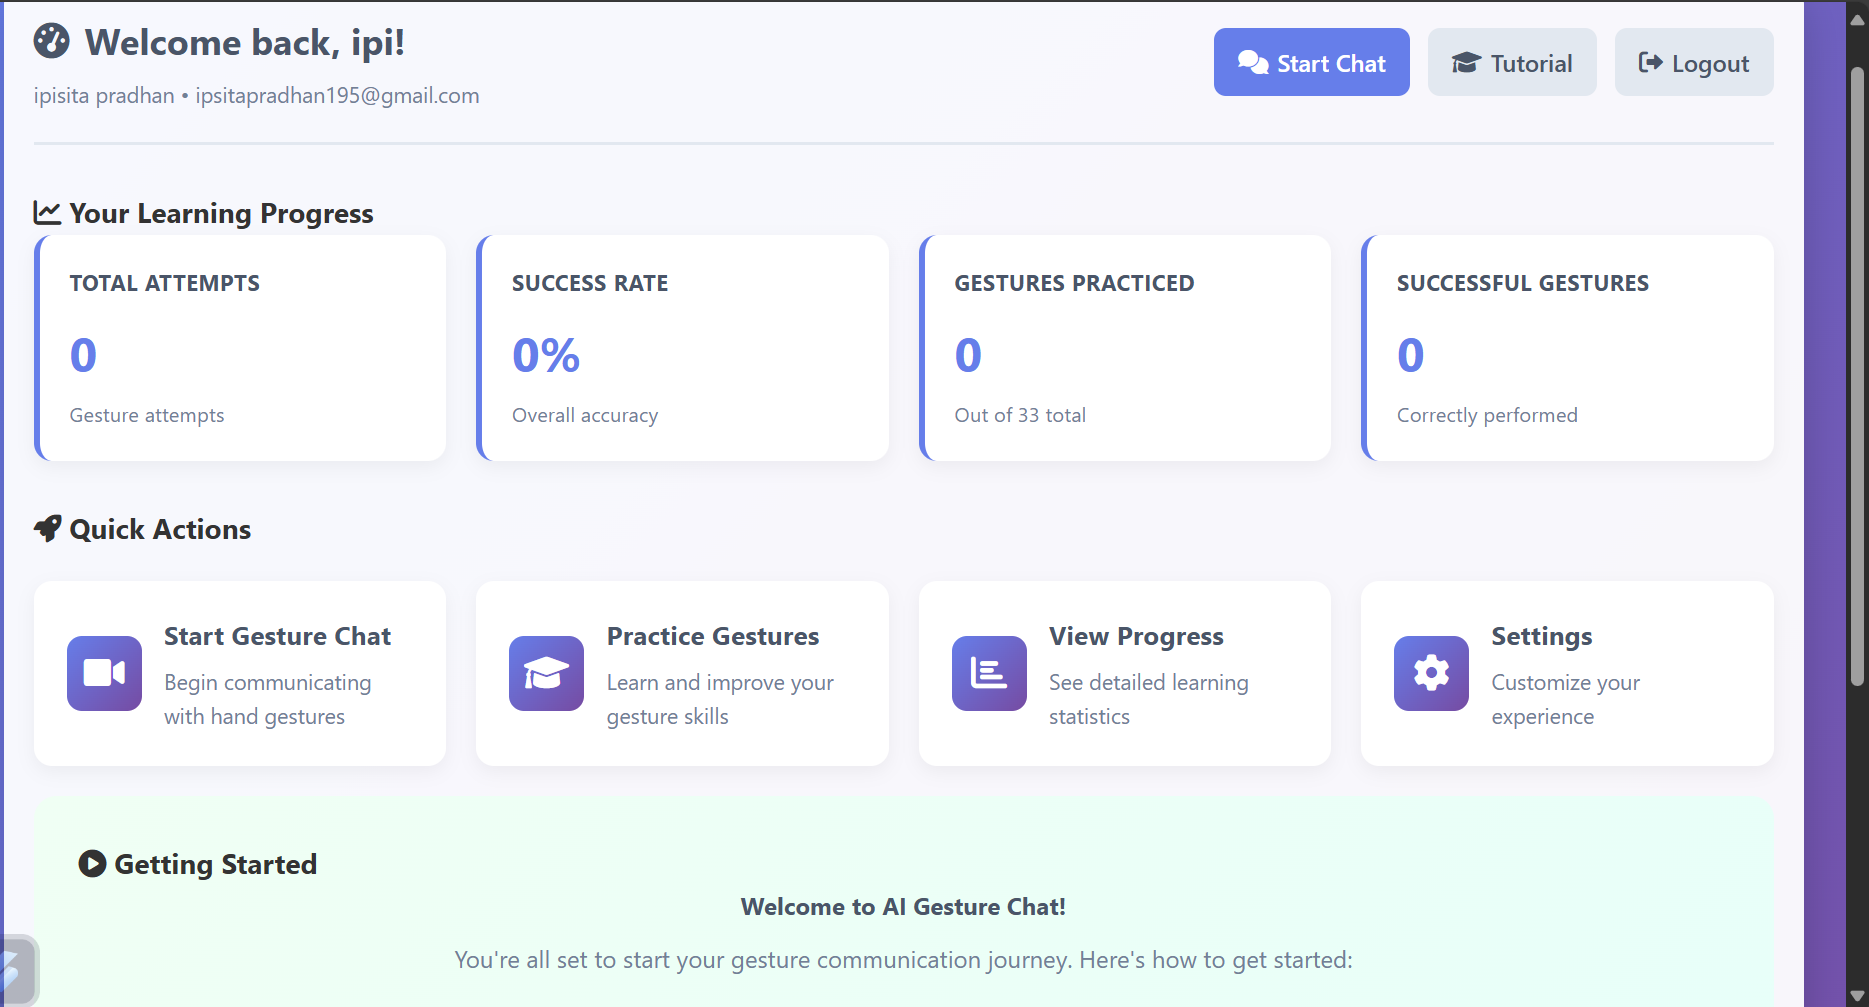 Welcome back, ipi!
ipisita pradhan • ipsitapradhan195@gmail.com
Start Chat
Tutorial
Logout
Your Learning Progress
TOTAL ATTEMPTS
0
Gesture attempts
SUCCESS RATE
0%
Overall accuracy
GESTURES PRACTICED
0
Out of 33 total
SUCCESSFUL GESTURES
0
Correctly performed
Quick Actions
Start Gesture Chat
Begin communicating
with hand gestures
Practice Gestures
Learn and improve your
gesture skills
View Progress
See detailed learning
statistics
Settings
Customize your
experience
Getting Started
Welcome to AI Gesture Chat!
You're all set to start your gesture communication journey. Here's how to get started: